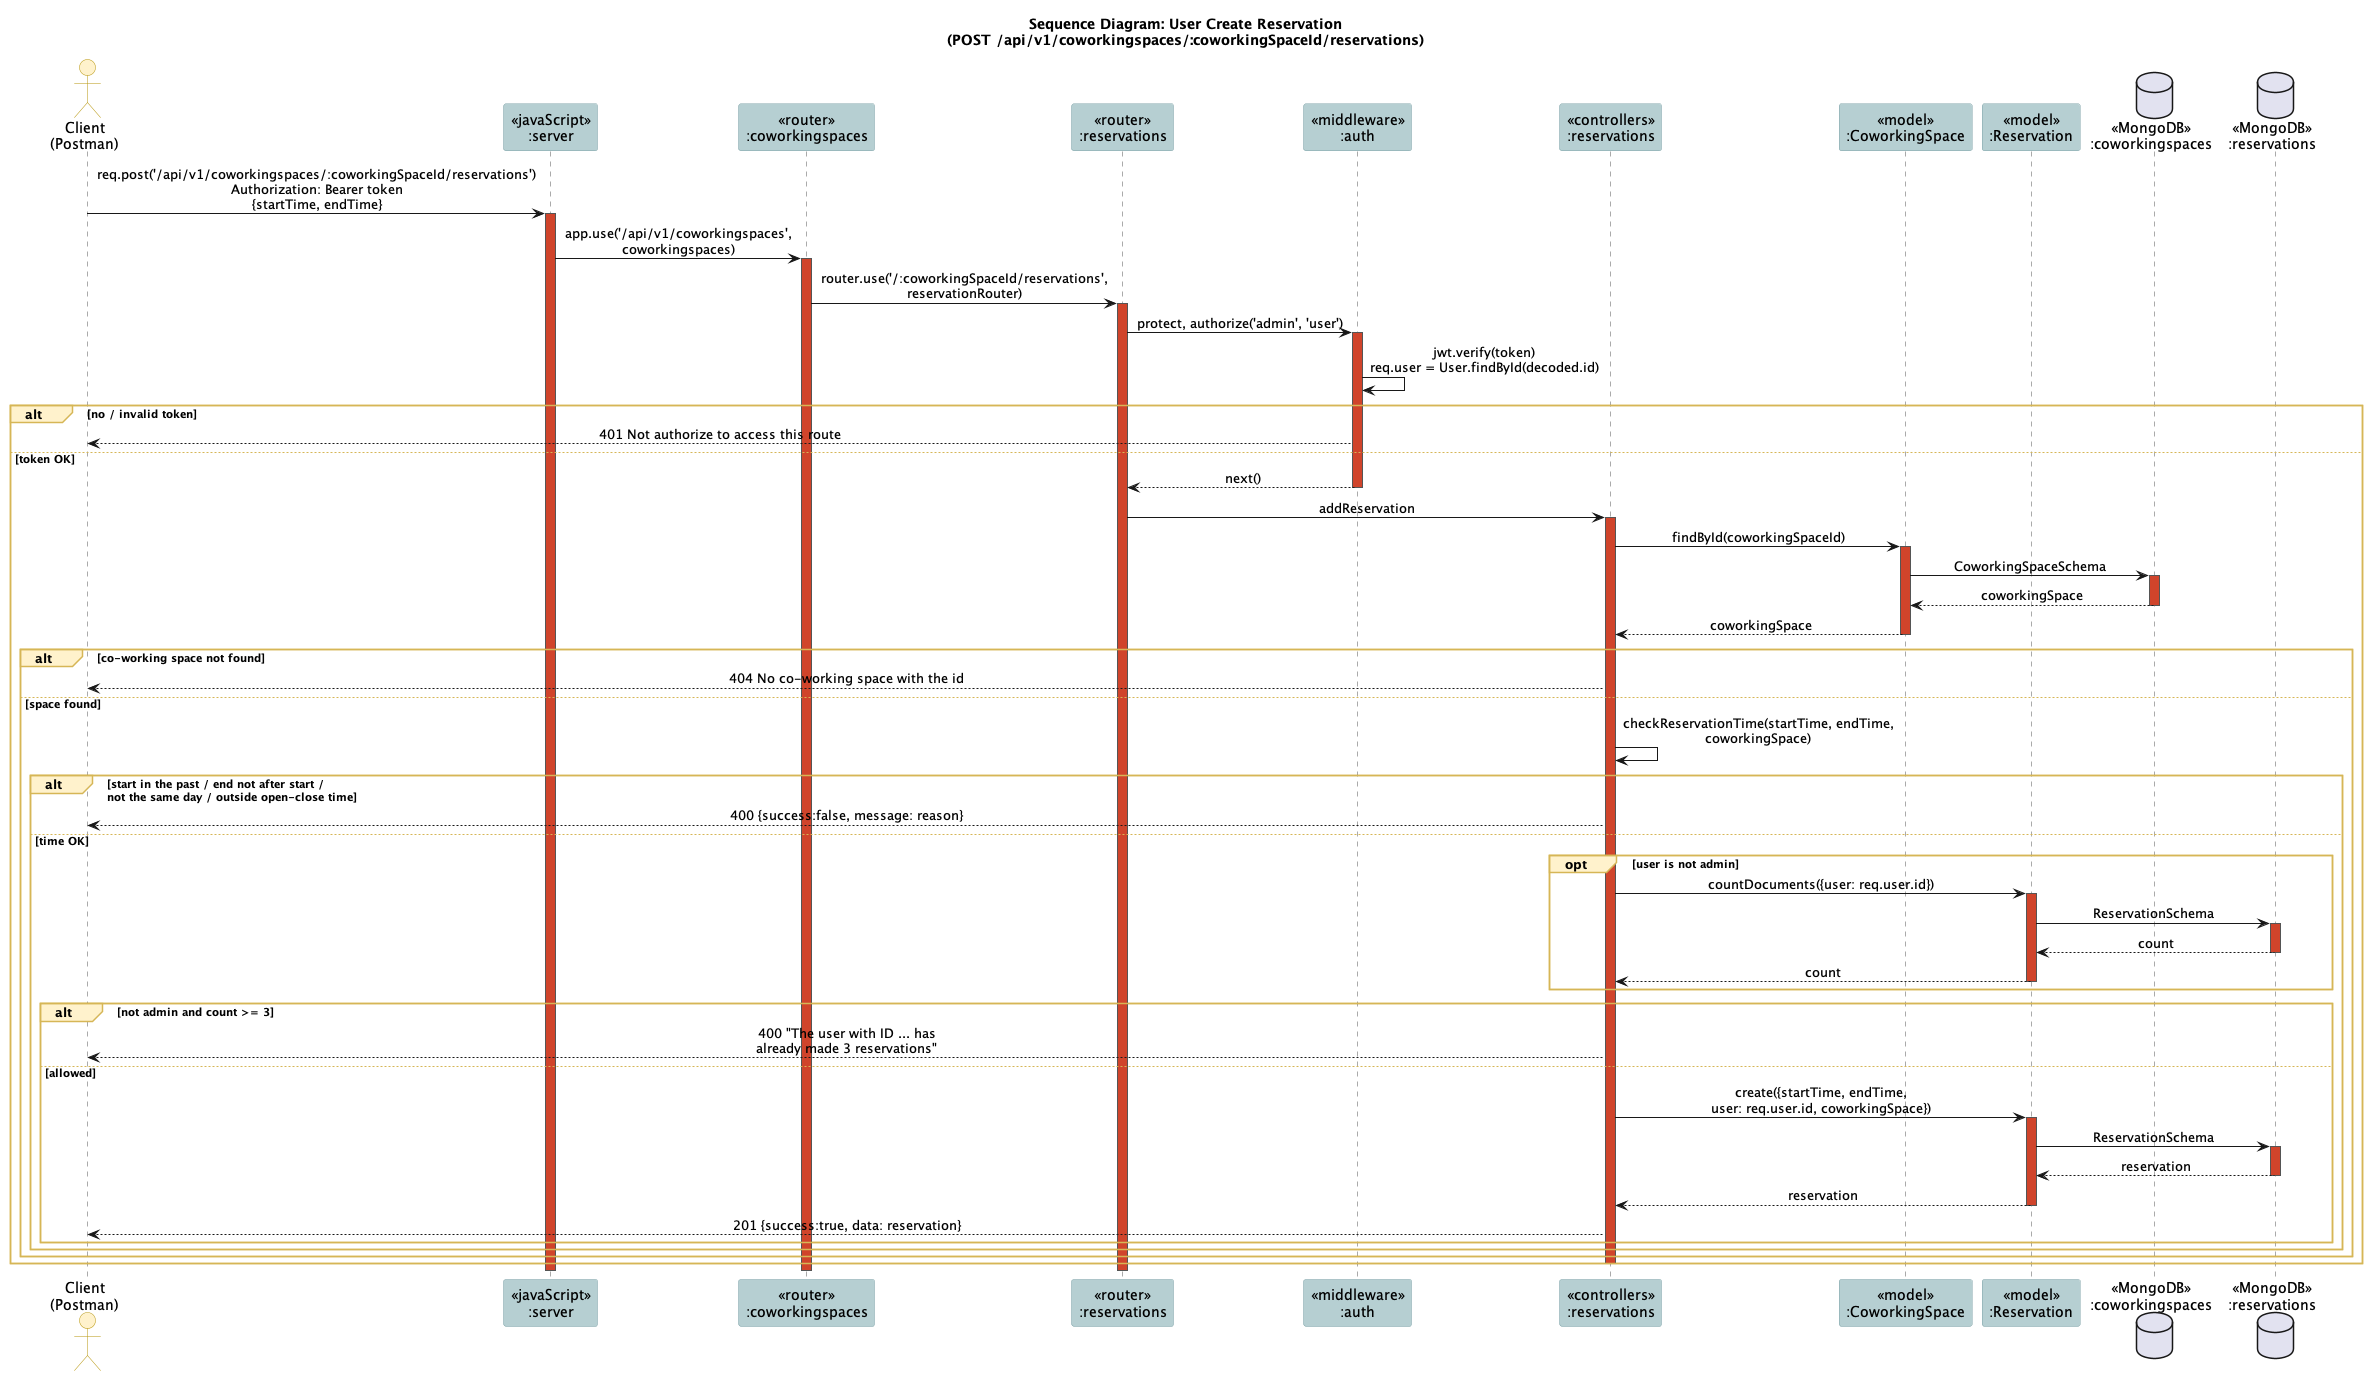 Sequence Diagram: User Create Reservation
(POST /api/v1/coworkingspaces/:coworkingSpaceId/reservations)
Client
(Postman)
«javaScript»
:server
«router»
:coworkingspaces
«router»
:reservations
«middleware»
:auth
«controllers»
:reservations
«model»
:CoworkingSpace
«model»
:Reservation
«MongoDB»
:coworkingspaces
«MongoDB»
:reservations
req.post('/api/v1/coworkingspaces/:coworkingSpaceId/reservations')
Authorization: Bearer token
{startTime, endTime}
app.use('/api/v1/coworkingspaces',
coworkingspaces)
router.use('/:coworkingSpaceId/reservations',
reservationRouter)
protect, authorize('admin', 'user')
jwt.verify(token)
req.user = User.findById(decoded.id)
alt [no / invalid token]
401 Not authorize to access this route
[token OK]
next()
addReservation
findById(coworkingSpaceId)
CoworkingSpaceSchema
coworkingSpace
coworkingSpace
alt [co-working space not found]
404 No co-working space with the id
[space found]
checkReservationTime(startTime, endTime,
coworkingSpace)
alt [start in the past / end not after start /
not the same day / outside open-close time]
400 {success:false, message: reason}
[time OK]
opt [user is not admin]
countDocuments({user: req.user.id})
ReservationSchema
count
count
alt [not admin and count >= 3]
400 "The user with ID ... has
already made 3 reservations"
[allowed]
create({startTime, endTime,
user: req.user.id, coworkingSpace})
ReservationSchema
reservation
reservation
201 {success:true, data: reservation}
Client
(Postman)
«javaScript»
:server
«router»
:coworkingspaces
«router»
:reservations
«middleware»
:auth
«controllers»
:reservations
«model»
:CoworkingSpace
«model»
:Reservation
«MongoDB»
:coworkingspaces
«MongoDB»
:reservations